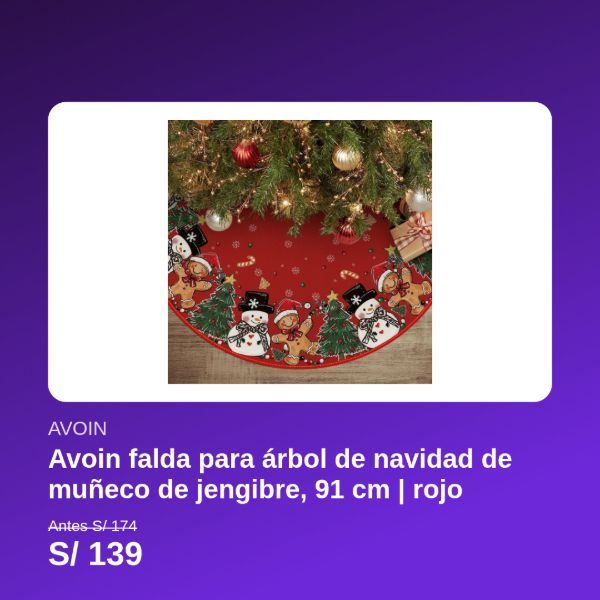 AVOIN
Avoin falda para árbol de navidad de
muñeco de jengibre, 91 cm | rojo
Antes S/ 174
S/ 139